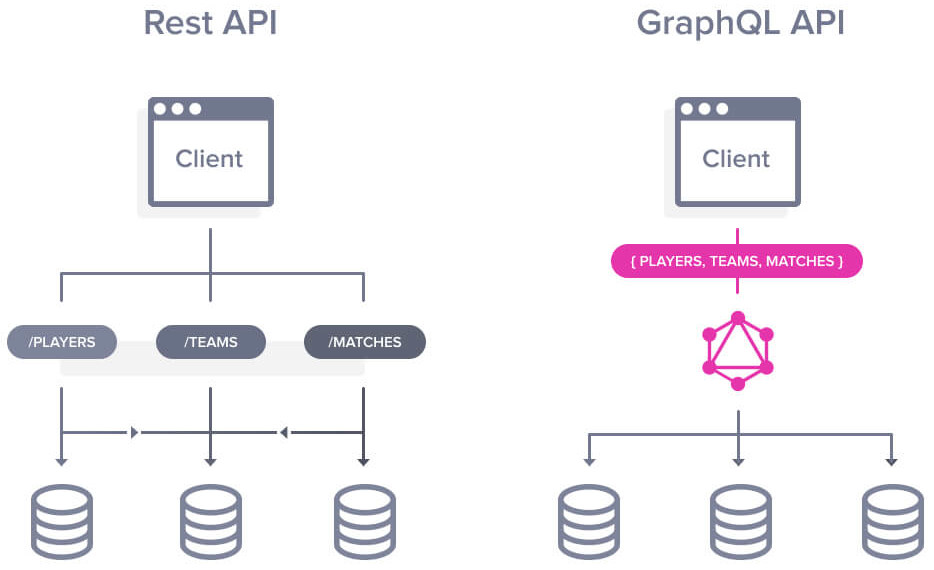 Rest API
GraphQL API
Client
Client
{ PLAYERS, TEAMS, MATCHES }
/PLAYERS
/TEAMS
/MATCHES